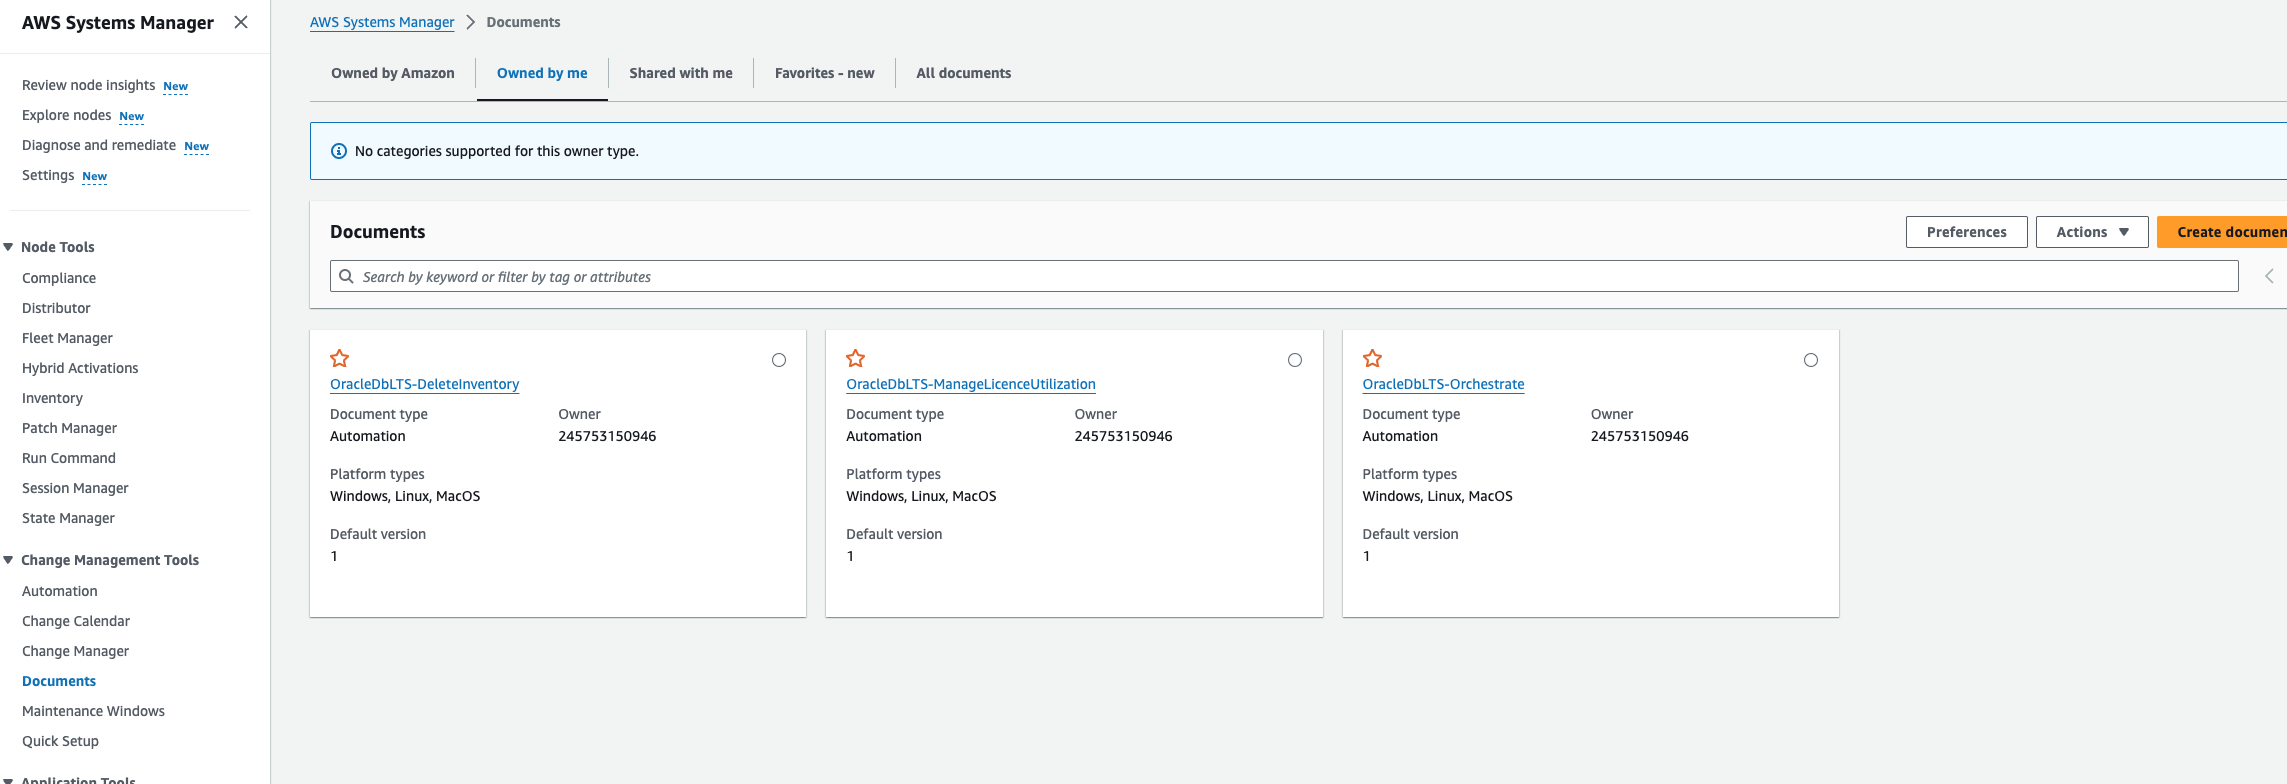 AWS Systems Manager
Review node insights New
Explore nodes New
Diagnose and remediate New
Settings New
Node Tools
Compliance
Distributor
Fleet Manager
Hybrid Activations
Inventory
Patch Manager
Run Command
Session Manager
State Manager
Change Management Tools
Automation
Change Calendar
Change Manager
Documents
Maintenance Windows
Quick Setup
Application Tools
AWS Systems Manager > Documents
Owned by Amazon Owned by me Shared with me Favorites - new All documents
No categories supported for this owner type.
Documents Preferences Actions Create documen
Search by keyword or filter by tag or attributes
OracleDbLTS-DeleteInventory
Document type Owner
Automation 245753150946
Platform types
Windows, Linux, MacOS
Default version
1
OracleDbLTS-ManageLicenceUtilization
Document type Owner
Automation 245753150946
Platform types
Windows, Linux, MacOS
Default version
1
OracleDbLTS-Orchestrate
Document type Owner
Automation 245753150946
Platform types
Windows, Linux, MacOS
Default version
1